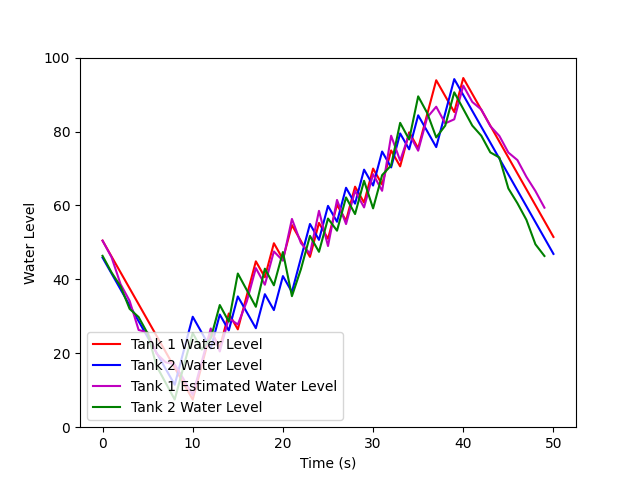 100
80
60
40
20
0
Water Level
Tank 1 Water Level
Tank 2 Water Level
Tank 1 Estimated Water Level
Tank 2 Water Level
0 10 20 30 40 50
Time (s)